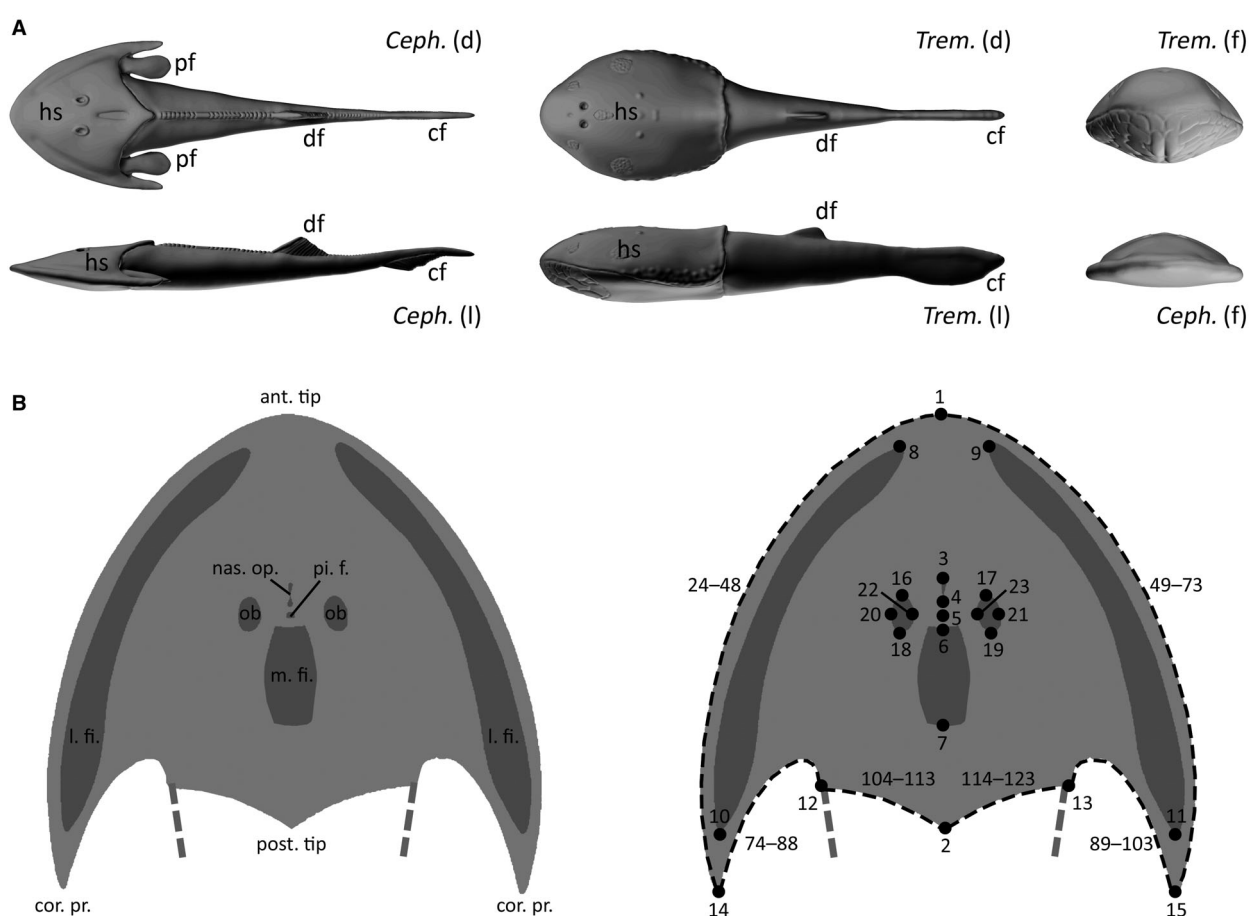 A
Ceph. (d)
Trem. (d)
Trem. (f)
pf
hs
hs
df
cf
df
cf
pf
df
df
hs
hs
cf
cf
Ceph. (l)
Trem. (l)
Ceph. (f)
B
ant. tip
1
8
9
nas. op.
pi. f.
3
24–48
16
17
49–73
22
4
23
ob
ob
20
5
21
6
18
19
m. fi.
l. fi.
l. fi.
7
104–113
114–123
12
13
10
11
post. tip
74–88
2
89–103
cor. pr.
cor. pr.
14
15